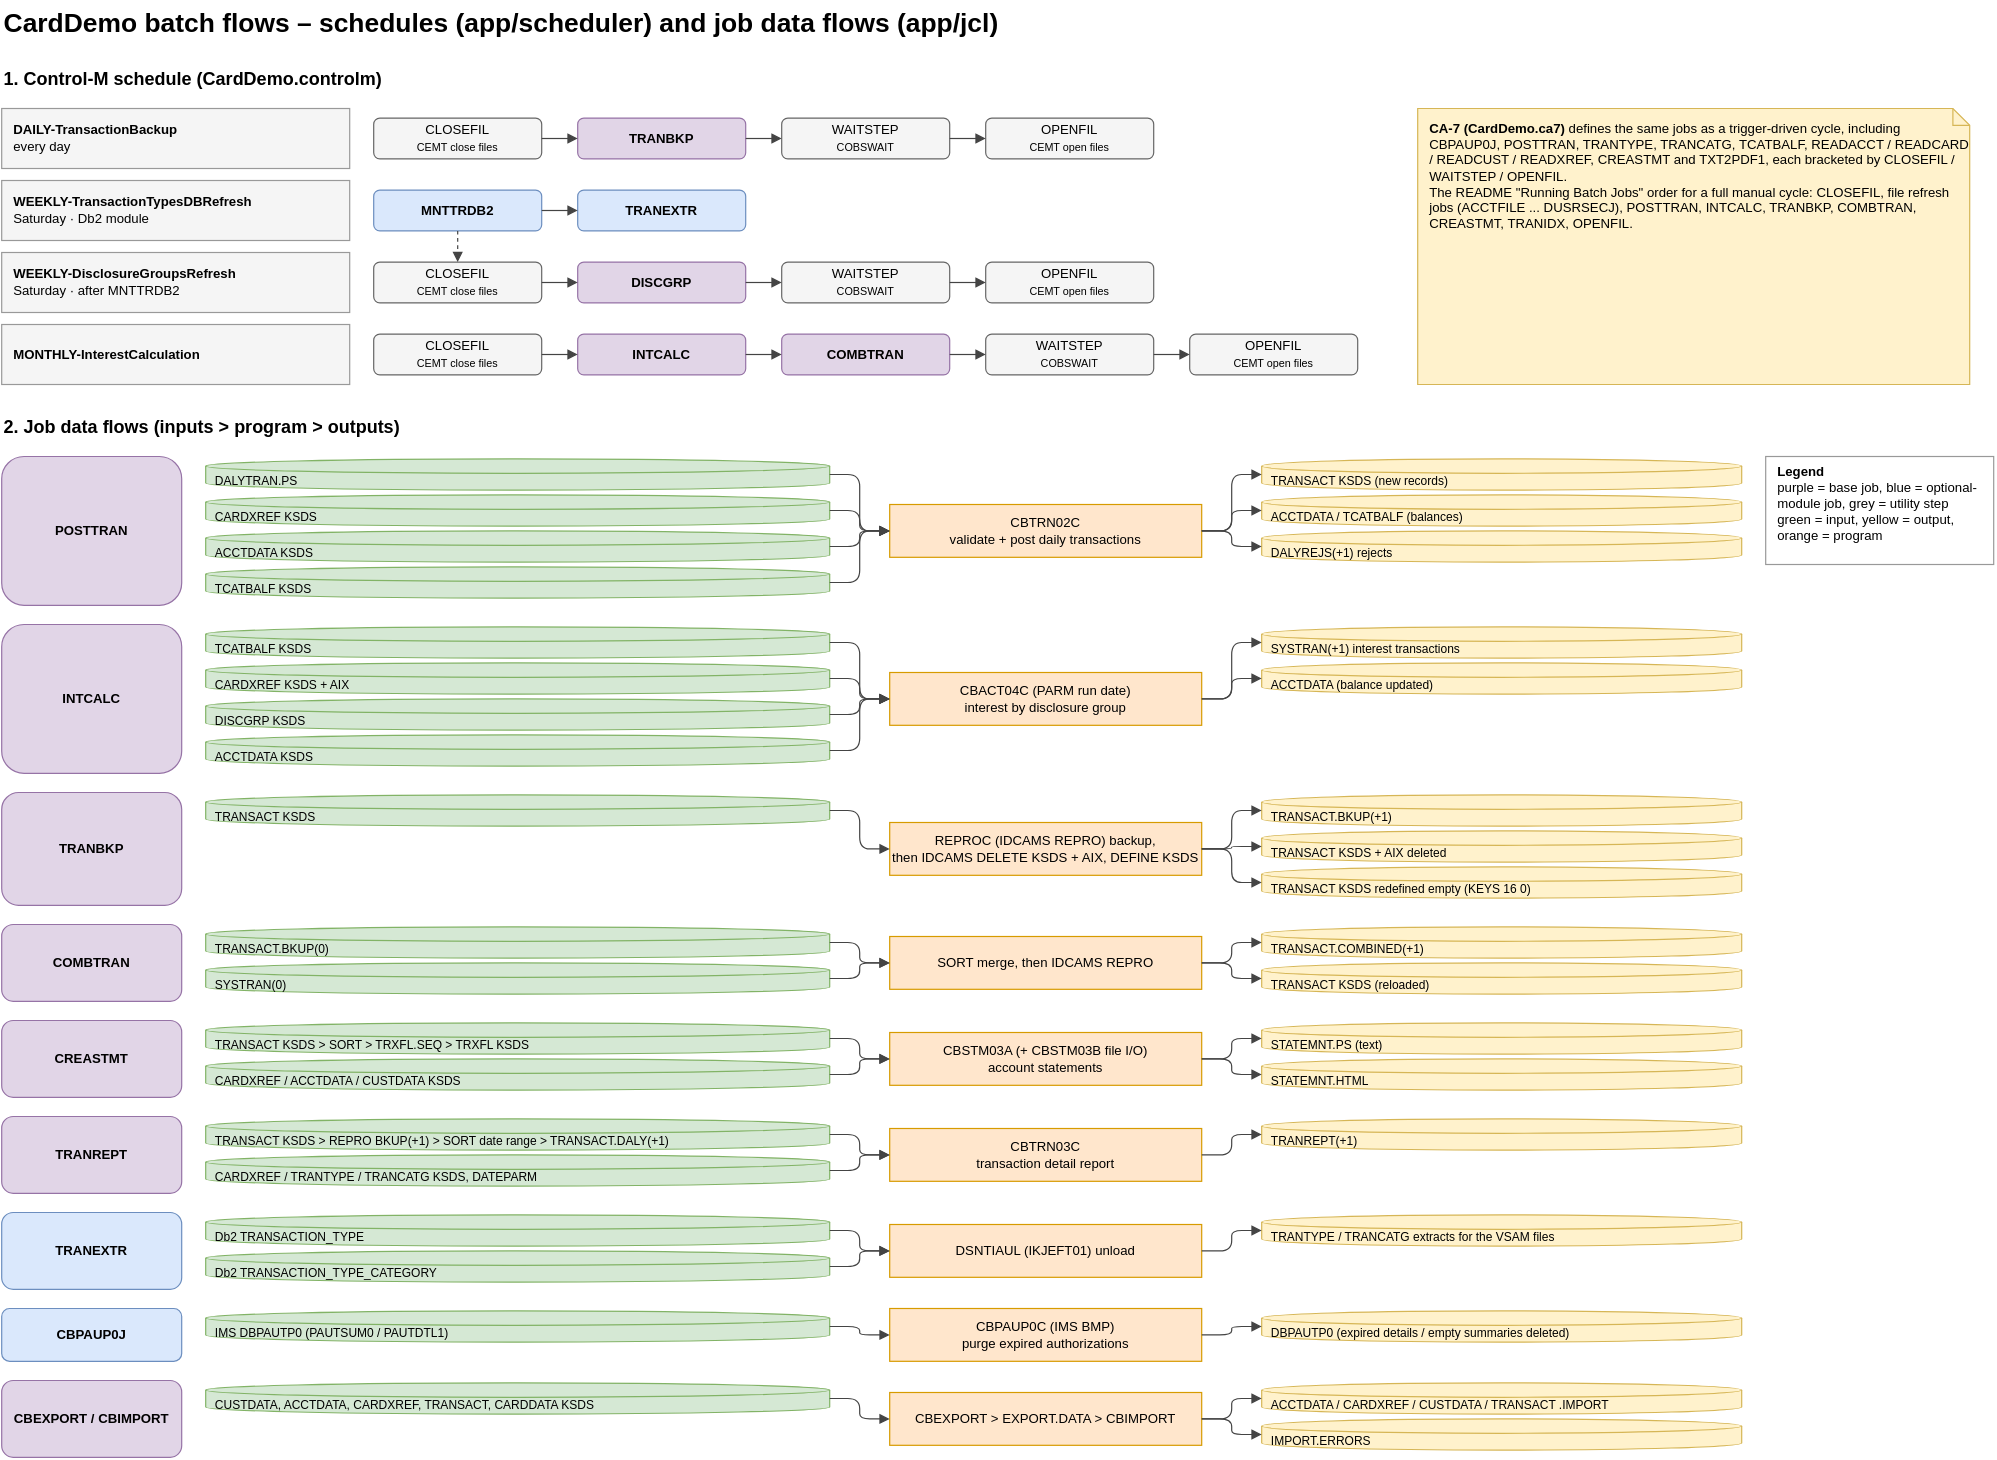 CardDemo batch flows – schedules (app/scheduler) and job data flows (app/jcl)
1. Control-M schedule (CardDemo.controlm)
DAILY-TransactionBackup
every day
CLOSEFIL
CEMT close files
TRANBKP
WAITSTEP
COBSWAIT
OPENFIL
CEMT open files
WEEKLY-TransactionTypesDBRefresh
Saturday · Db2 module
MNTTRDB2
TRANEXTR
WEEKLY-DisclosureGroupsRefresh
Saturday · after MNTTRDB2
CLOSEFIL
CEMT close files
DISCGRP
WAITSTEP
COBSWAIT
OPENFIL
CEMT open files
MONTHLY-InterestCalculation
CLOSEFIL
CEMT close files
INTCALC
COMBTRAN
WAITSTEP
COBSWAIT
OPENFIL
CEMT open files
CA-7 (CardDemo.ca7) defines the same jobs as a trigger-driven cycle, including
CBPAUP0J, POSTTRAN, TRANTYPE, TRANCATG, TCATBALF, READACCT / READCARD
/ READCUST / READXREF, CREASTMT and TXT2PDF1, each bracketed by CLOSEFIL /
WAITSTEP / OPENFIL.
The README "Running Batch Jobs" order for a full manual cycle: CLOSEFIL, file refresh
jobs (ACCTFILE ... DUSRSECJ), POSTTRAN, INTCALC, TRANBKP, COMBTRAN,
CREASTMT, TRANIDX, OPENFIL.
2. Job data flows (inputs > program > outputs)
POSTTRAN
DALYTRAN.PS
CARDXREF KSDS
ACCTDATA KSDS
TCATBALF KSDS
CBTRN02C
validate + post daily transactions
TRANSACT KSDS (new records)
ACCTDATA / TCATBALF (balances)
DALYREJS(+1) rejects
Legend
purple = base job, blue = optional-
module job, grey = utility step
green = input, yellow = output,
orange = program
INTCALC
TCATBALF KSDS
CARDXREF KSDS + AIX
DISCGRP KSDS
ACCTDATA KSDS
CBACT04C (PARM run date)
interest by disclosure group
SYSTRAN(+1) interest transactions
ACCTDATA (balance updated)
TRANBKP
TRANSACT KSDS
REPROC (IDCAMS REPRO) backup,
then IDCAMS DELETE KSDS + AIX, DEFINE KSDS
TRANSACT.BKUP(+1)
TRANSACT KSDS + AIX deleted
TRANSACT KSDS redefined empty (KEYS 16 0)
COMBTRAN
TRANSACT.BKUP(0)
SYSTRAN(0)
SORT merge, then IDCAMS REPRO
TRANSACT.COMBINED(+1)
TRANSACT KSDS (reloaded)
CREASTMT
TRANSACT KSDS > SORT > TRXFL.SEQ > TRXFL KSDS
CARDXREF / ACCTDATA / CUSTDATA KSDS
CBSTM03A (+ CBSTM03B file I/O)
account statements
STATEMNT.PS (text)
STATEMNT.HTML
TRANREPT
TRANSACT KSDS > REPRO BKUP(+1) > SORT date range > TRANSACT.DALY(+1)
CARDXREF / TRANTYPE / TRANCATG KSDS, DATEPARM
CBTRN03C
transaction detail report
TRANREPT(+1)
TRANEXTR
Db2 TRANSACTION_TYPE
Db2 TRANSACTION_TYPE_CATEGORY
DSNTIAUL (IKJEFT01) unload
TRANTYPE / TRANCATG extracts for the VSAM files
CBPAUP0J
IMS DBPAUTP0 (PAUTSUM0 / PAUTDTL1)
CBPAUP0C (IMS BMP)
purge expired authorizations
DBPAUTP0 (expired details / empty summaries deleted)
CBEXPORT / CBIMPORT
CUSTDATA, ACCTDATA, CARDXREF, TRANSACT, CARDDATA KSDS
CBEXPORT > EXPORT.DATA > CBIMPORT
ACCTDATA / CARDXREF / CUSTDATA / TRANSACT .IMPORT
IMPORT.ERRORS